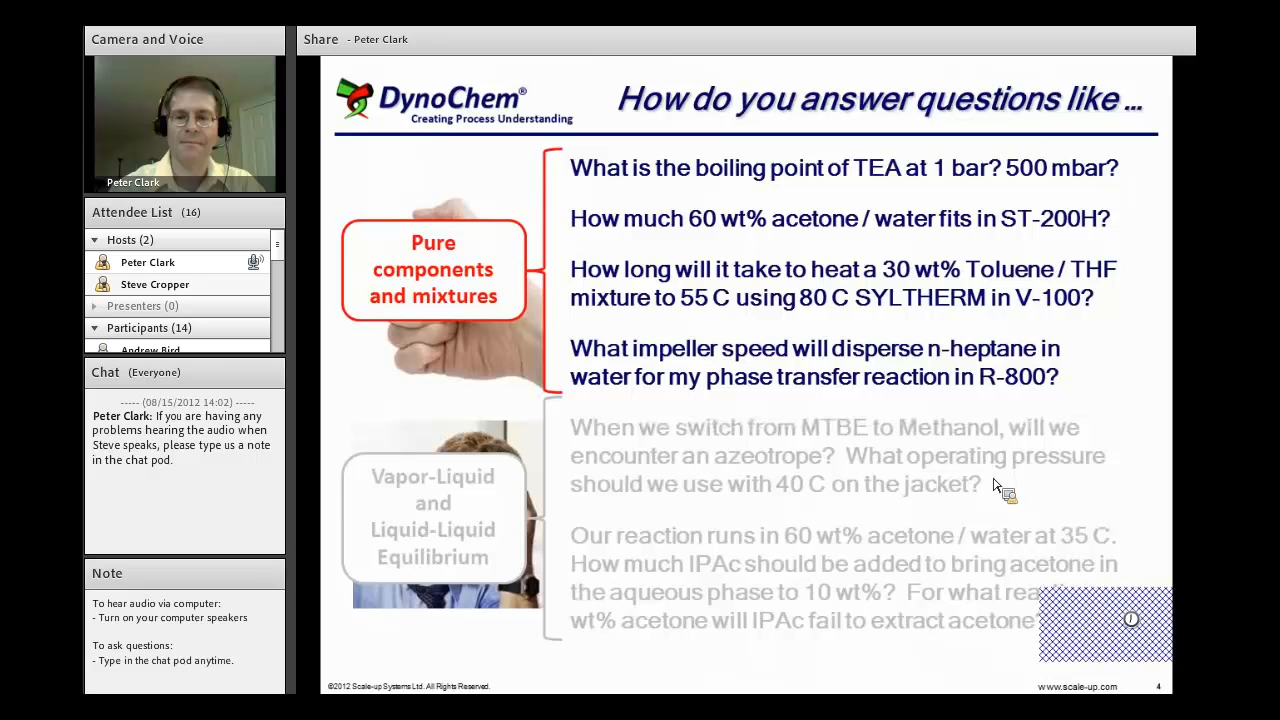 Camera and Voice
Peter Clark
Attendee List (16)
Hosts (2)
Peter Clark
Steve Cropper
Presenters (0)
Participants (14)
Andrew Bird
Chat (Everyone)
----- (08/15/2012 14:02) -----
Peter Clark: If you are having any
problems hearing the audio when
Steve speaks, please type us a note
in the chat pod.
Note
To hear audio via computer:
- Turn on your computer speakers
To ask questions:
- Type in the chat pod anytime.
Share - Peter Clark
DynoChem®
Creating Process Understanding
How do you answer questions like ...
Pure
components
and mixtures
What is the boiling point of TEA at 1 bar? 500 mbar?
How much 60 wt% acetone / water fits in ST-200H?
How long will it take to heat a 30 wt% Toluene / THF
mixture to 55 C using 80 C SYLTHERM in V-100?
What impeller speed will disperse n-heptane in
water for my phase transfer reaction in R-800?
Vapor-Liquid
and
Liquid-Liquid
Equilibrium
When we switch from MTBE to Methanol, will we
encounter an azeotrope? What operating pressure
should we use with 40 C on the jacket?
Our reaction runs in 60 wt% acetone / water at 35 C.
How much IPAc should be added to bring acetone in
the aqueous phase to 10 wt%? For what
wt% acetone will IPAc fail to extract acetone?
©2012 Scale-up Systems Ltd. All Rights Reserved.
www.scale-up.com
4